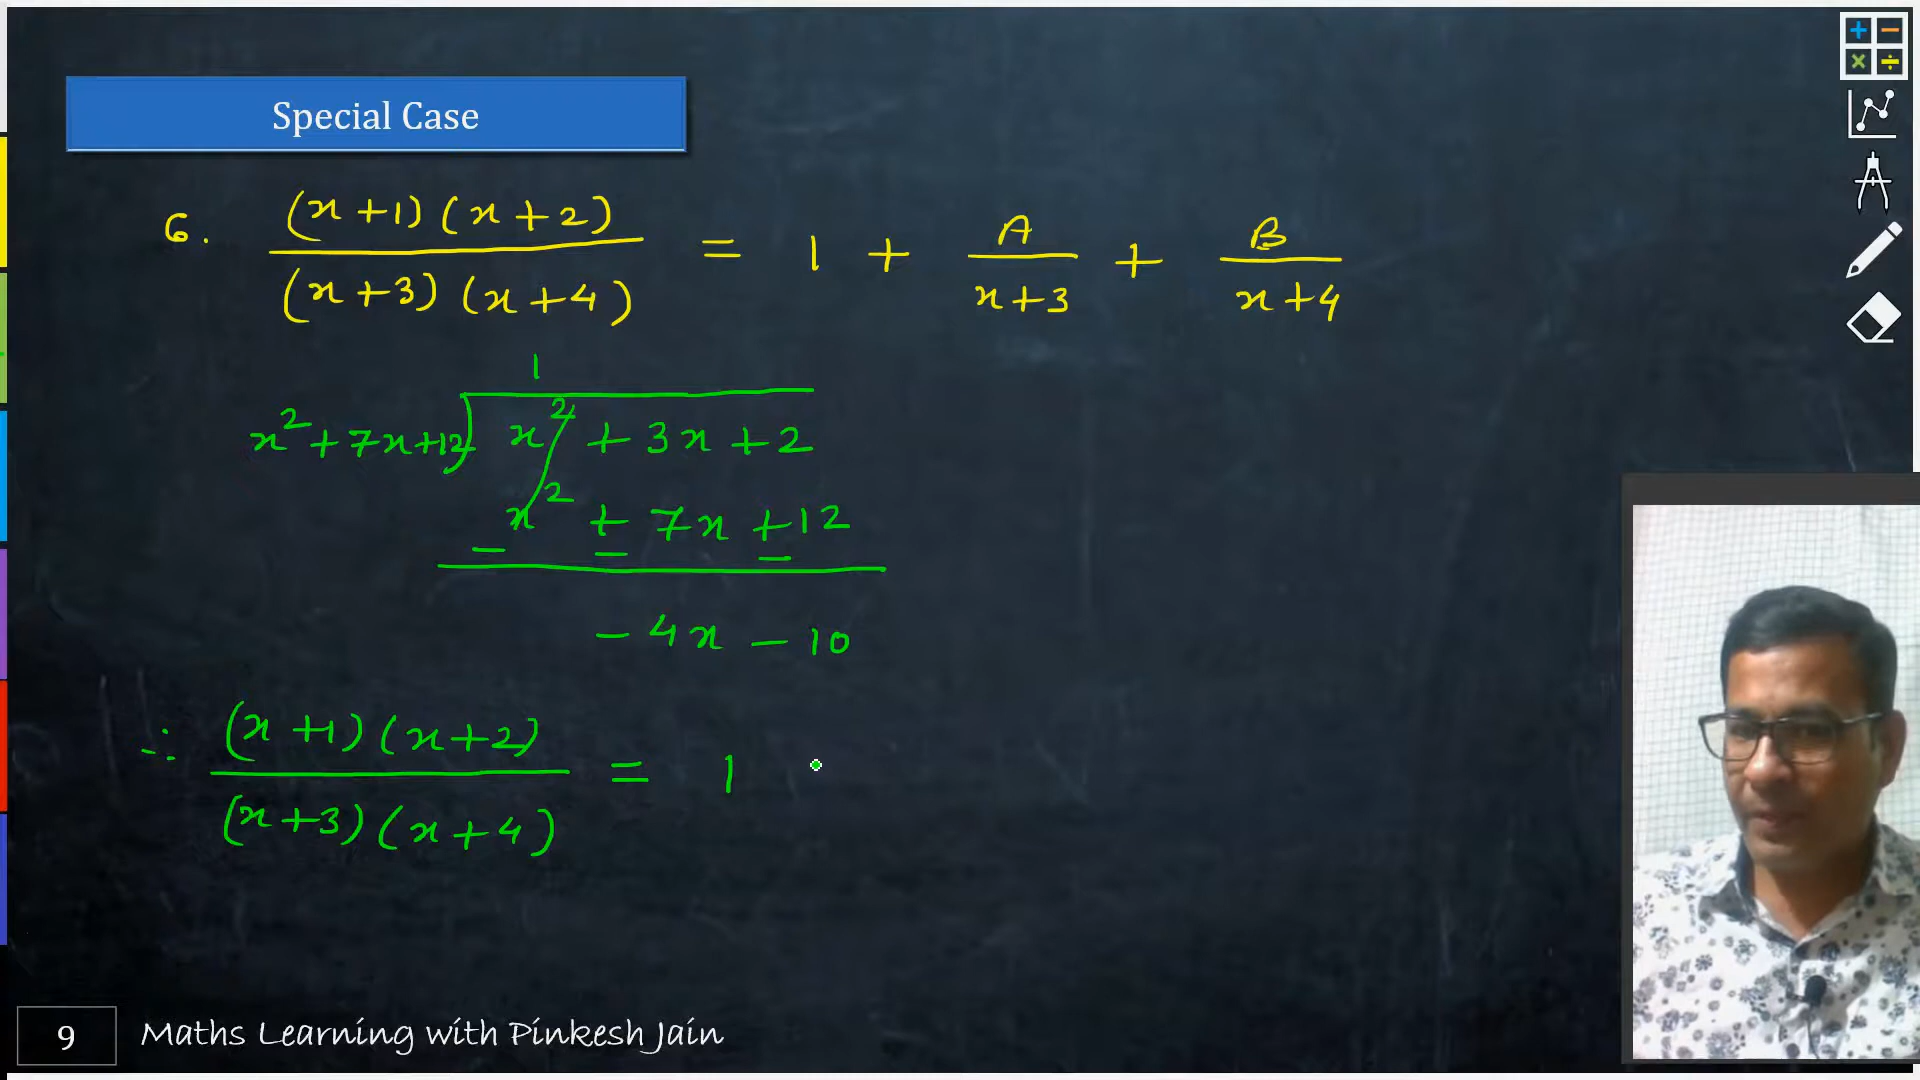 Special Case
6. (x+1)(x+2)/(x+3)(x+4) = 1 + A/x+3 + B/x+4
1
x²+7x+12) x² + 3x + 2
x² + 7x + 12
− − −
− 4x − 10
∴ (x+1)(x+2)/(x+3)(x+4) = 1
9 Maths Learning with Pinkesh Jain